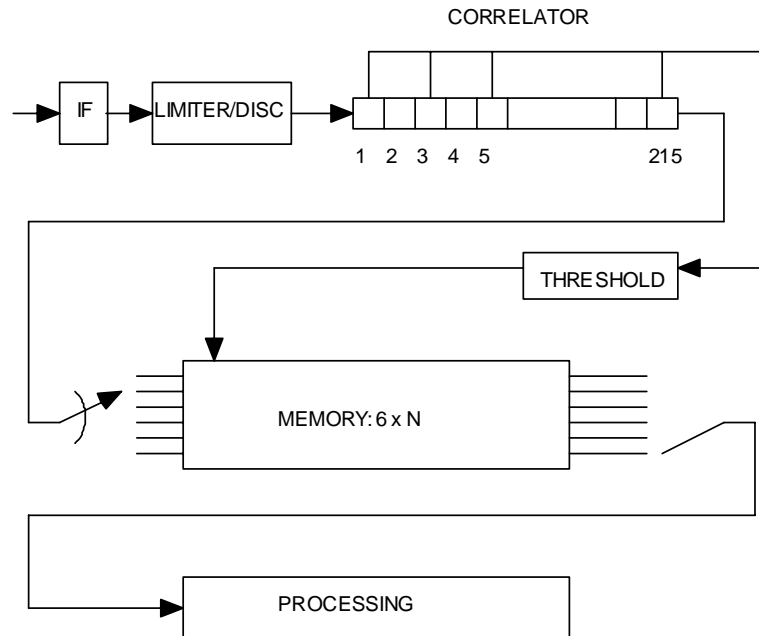 CORRELATOR
IF
LIMITER/DISC
1 2 3 4 5 215
THRESHOLD
MEMORY: 6 x N
PROCESSING